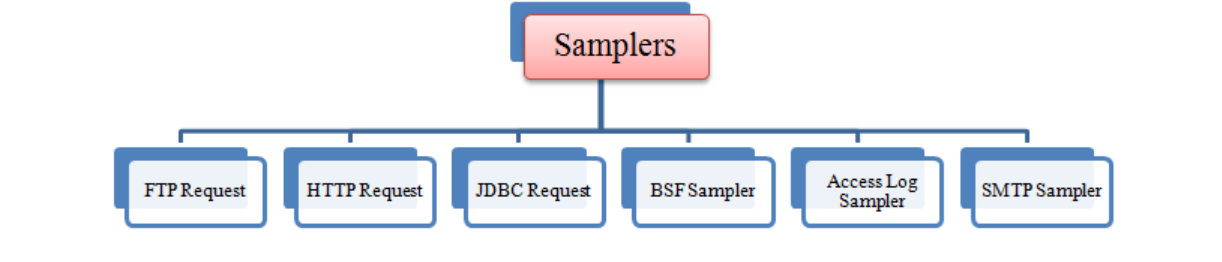 Samplers
FTP Request
HTTP Request
JDBC Request
BSF Sampler
Access Log
Sampler
SMTP Sampler